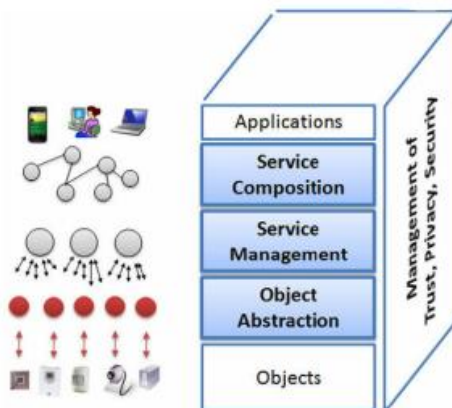 Applications
Service
Composition
Service
Management
Object
Abstraction
Objects
Management of
Trust, Privacy, Security